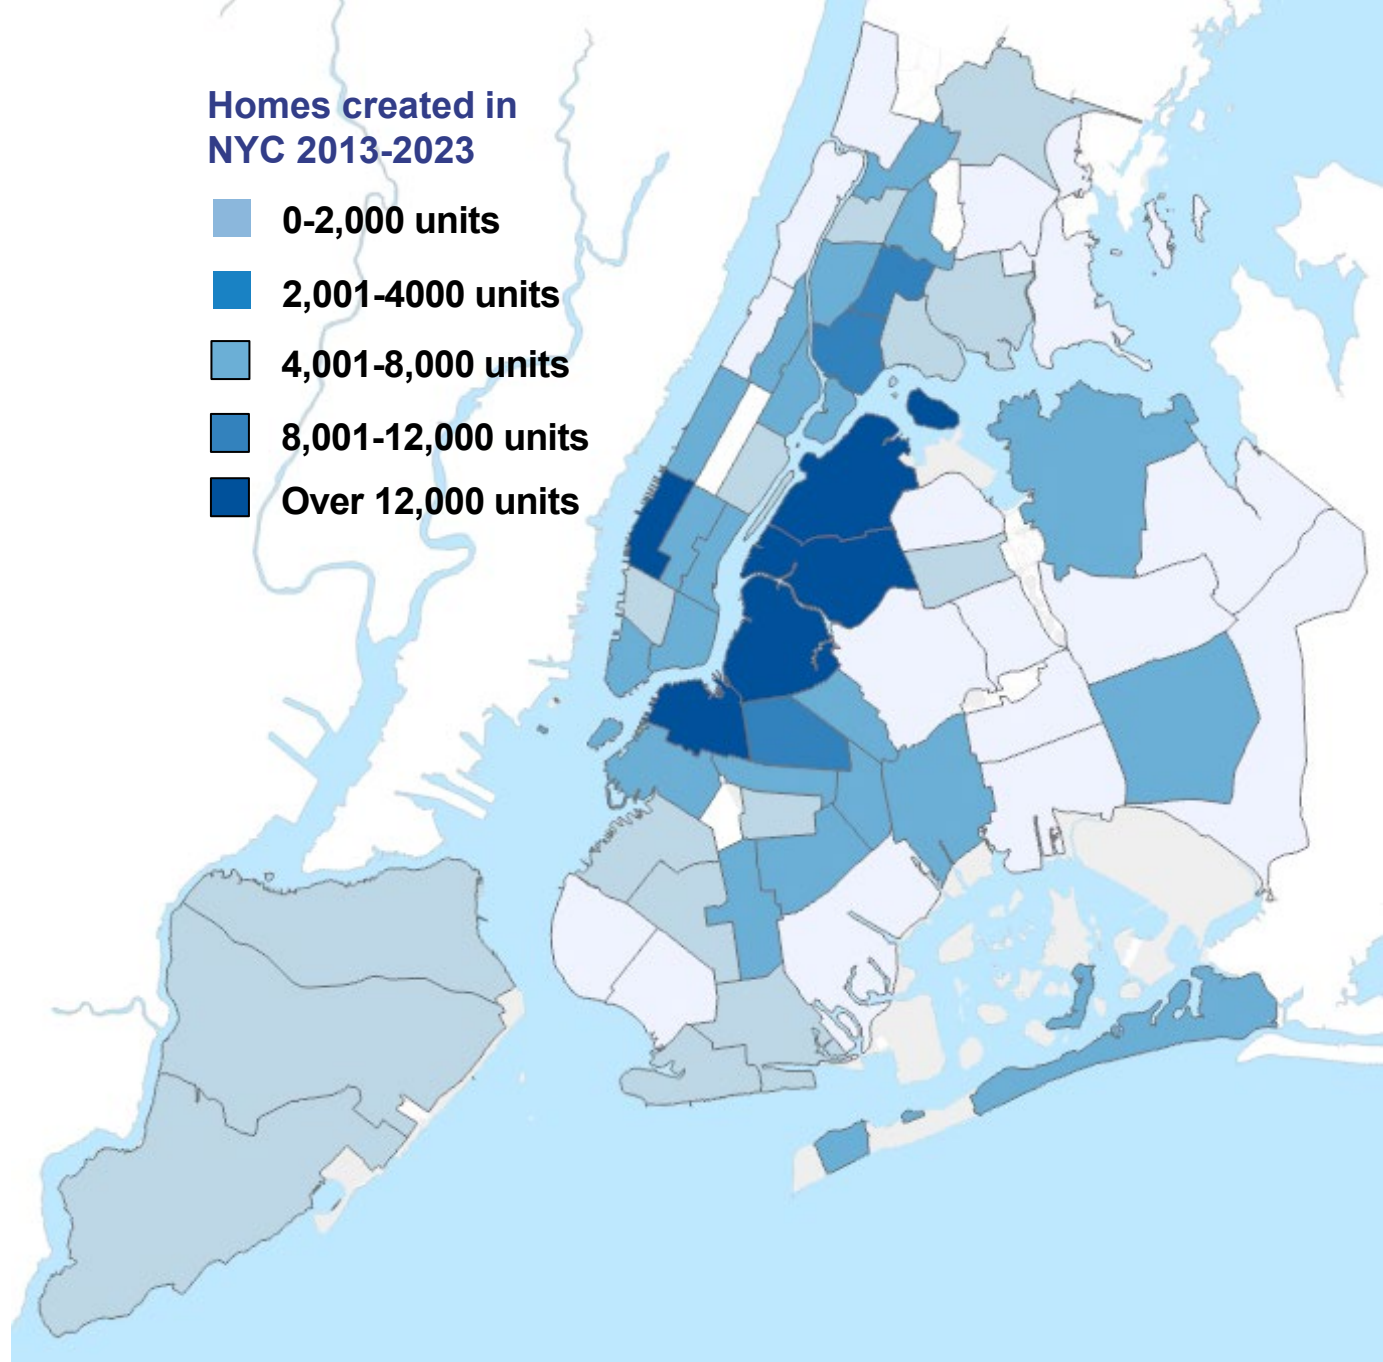 Homes created in
NYC 2013-2023
0-2,000 units
2,001-4000 units
4,001-8,000 units
8,001-12,000 units
Over 12,000 units